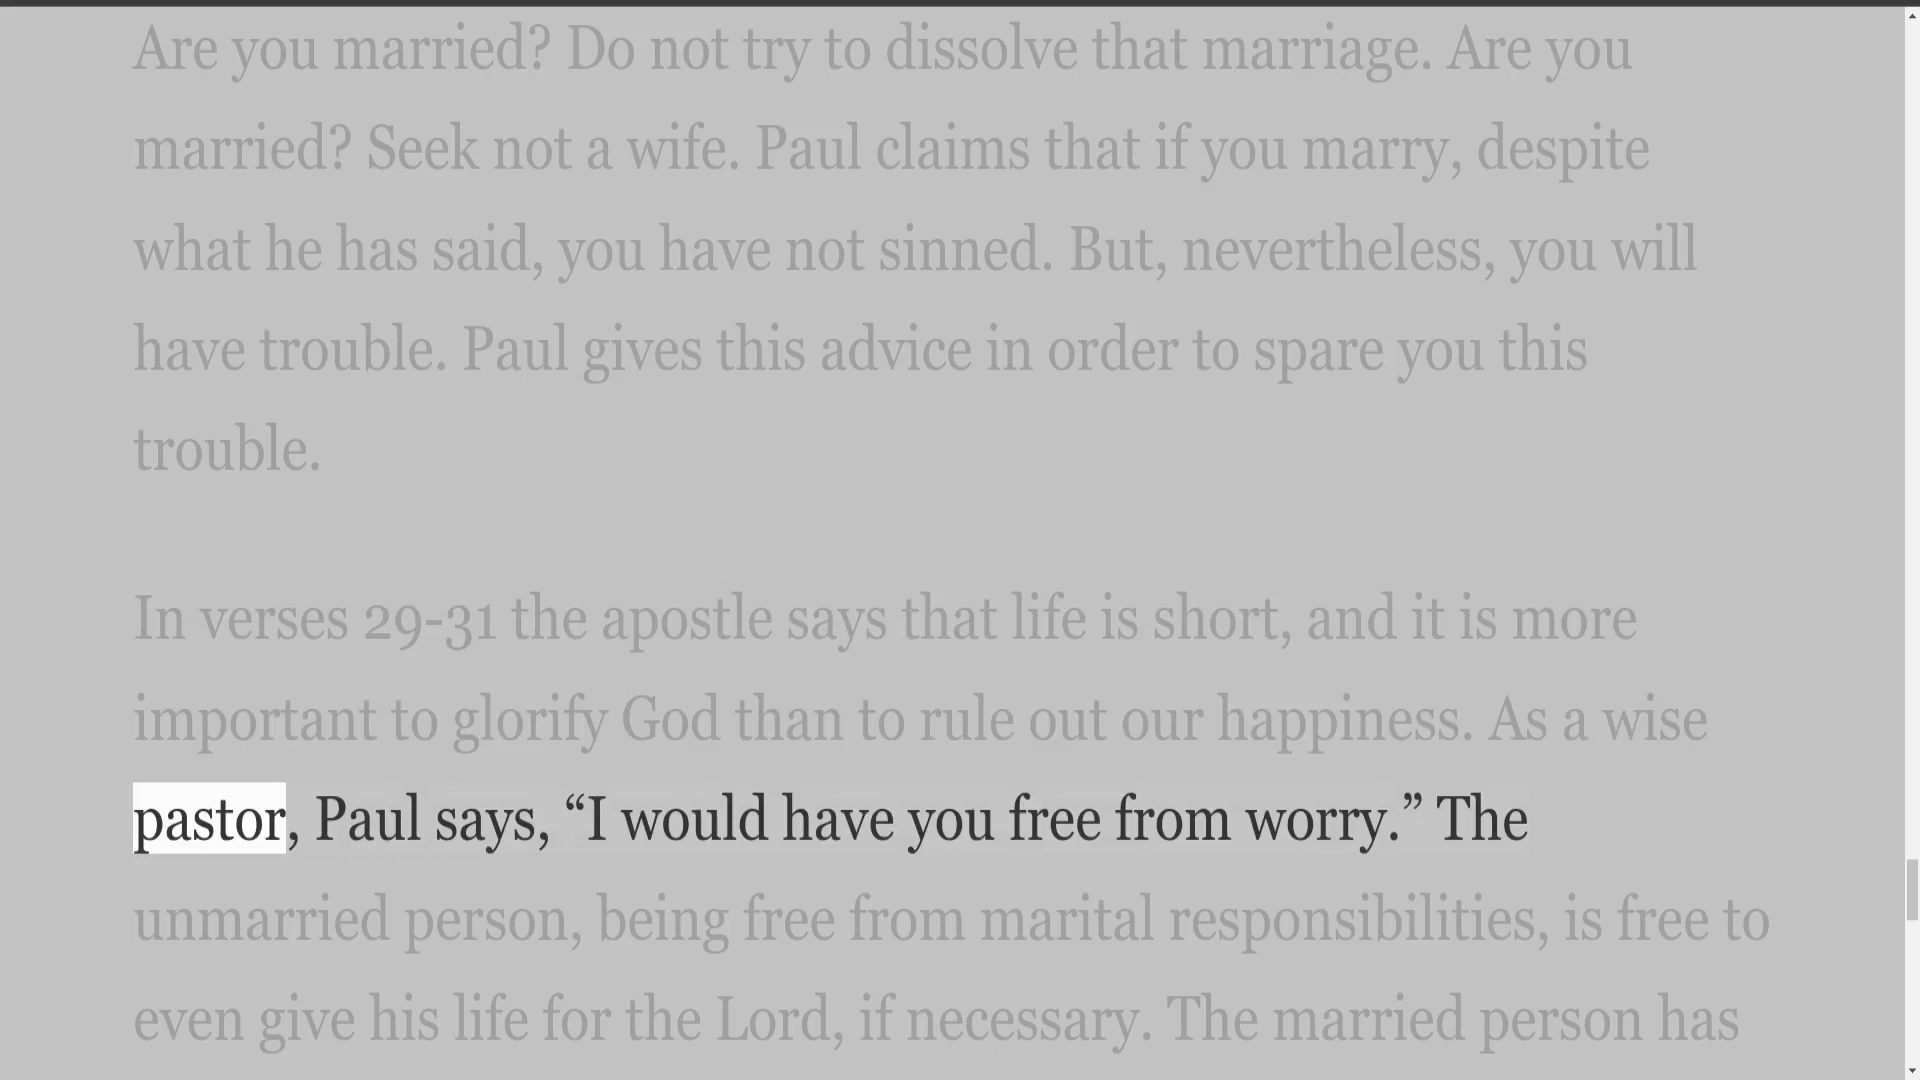 Are you married? Do not try to dissolve that marriage. Are you
married? Seek not a wife. Paul claims that if you marry, despite
what he has said, you have not sinned. But, nevertheless, you will
have trouble. Paul gives this advice in order to spare you this
trouble.
In verses 29-31 the apostle says that life is short, and it is more
important to glorify God than to rule out our happiness. As a wise
pastor, Paul says, “I would have you free from worry.” The
unmarried person, being free from marital responsibilities, is free to
even give his life for the Lord, if necessary. The married person has